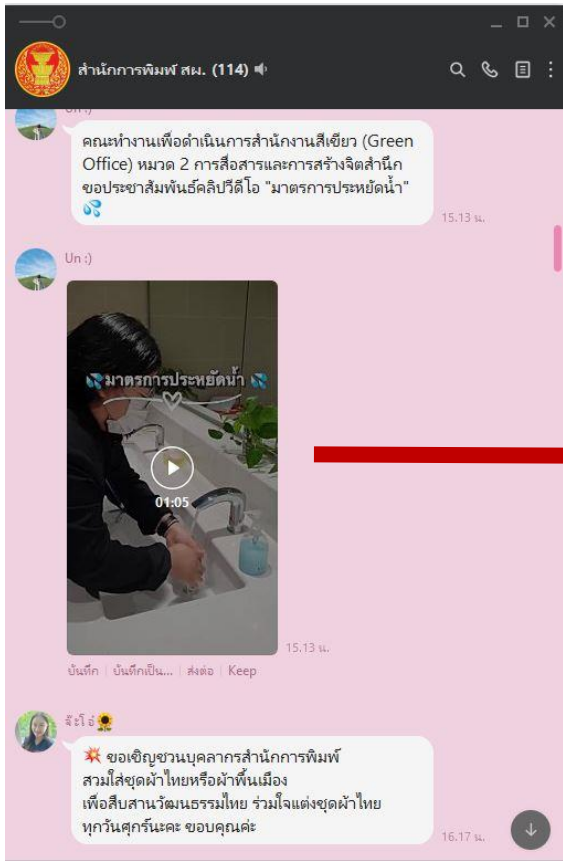 สำนักการพิมพ์ สผ. (114)
Un :)
คณะทำงานเพื่อดำเนินการสำนักงานสีเขียว (Green
Office) หมวด 2 การสื่อสารและการสร้างจิตสำนึก
ขอประชาสัมพันธ์คลิปวีดีโอ "มาตรการประหยัดน้ำ"
💦
15.13 น.
Un :)
💦มาตรการประหยัดน้ำ 💦
01:05
15.13 น.
บันทึก | บันทึกเป็น... | ส่งต่อ | Keep
จ๊ะโอ๋🌻
💥 ขอเชิญชวนบุคลากรสำนักการพิมพ์
สวมใส่ชุดผ้าไทยหรือผ้าพื้นเมือง
เพื่อสืบสานวัฒนธรรมไทย ร่วมใจแต่งชุดผ้าไทย
ทุกวันศุกร์นะคะ ขอบคุณค่ะ
16.17 น.